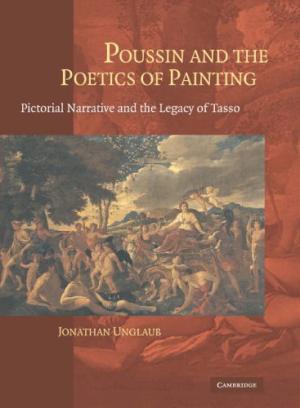 POUSSIN AND THE
POETICS OF PAINTING
Pictorial Narrative and the Legacy of Tasso
JONATHAN UNGLAUB
CAMBRIDGE